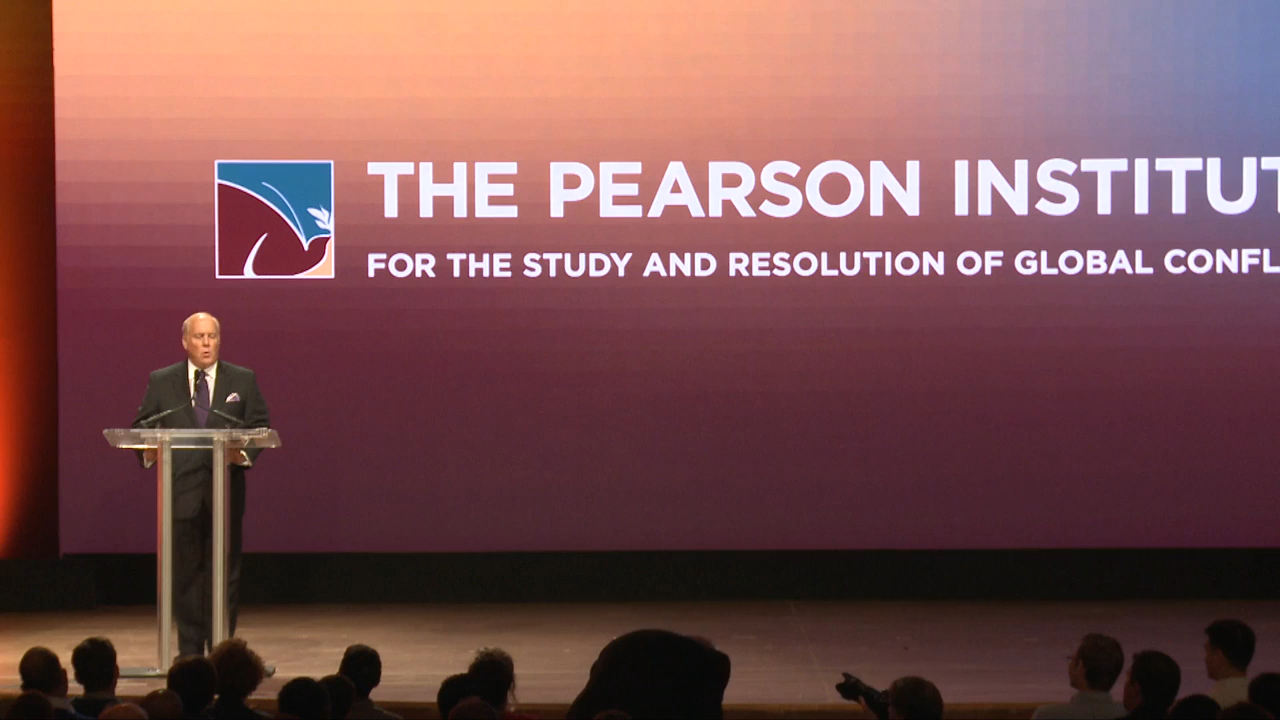 THE PEARSON INSTITUT
FOR THE STUDY AND RESOLUTION OF GLOBAL CONFL